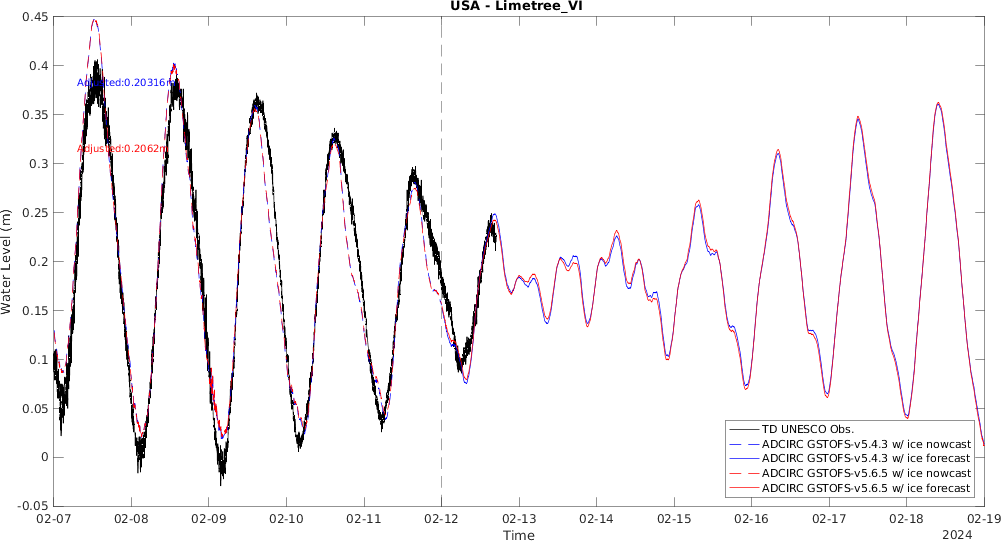 USA - Limetree_VI
0.45
0.4
0.35
0.3
0.25
0.2
0.15
0.1
0.05
0
-0.05
Water Level (m)
Adjusted:0.20316m
Adjusted:0.2062m
TD UNESCO Obs.
ADCIRC GSTOFS-v5.4.3 w/ ice nowcast
ADCIRC GSTOFS-v5.4.3 w/ ice forecast
ADCIRC GSTOFS-v5.6.5 w/ ice nowcast
ADCIRC GSTOFS-v5.6.5 w/ ice forecast
02-07 02-08 02-09 02-10 02-11 02-12 02-13 02-14 02-15 02-16 02-17 02-18 02-19
Time
2024